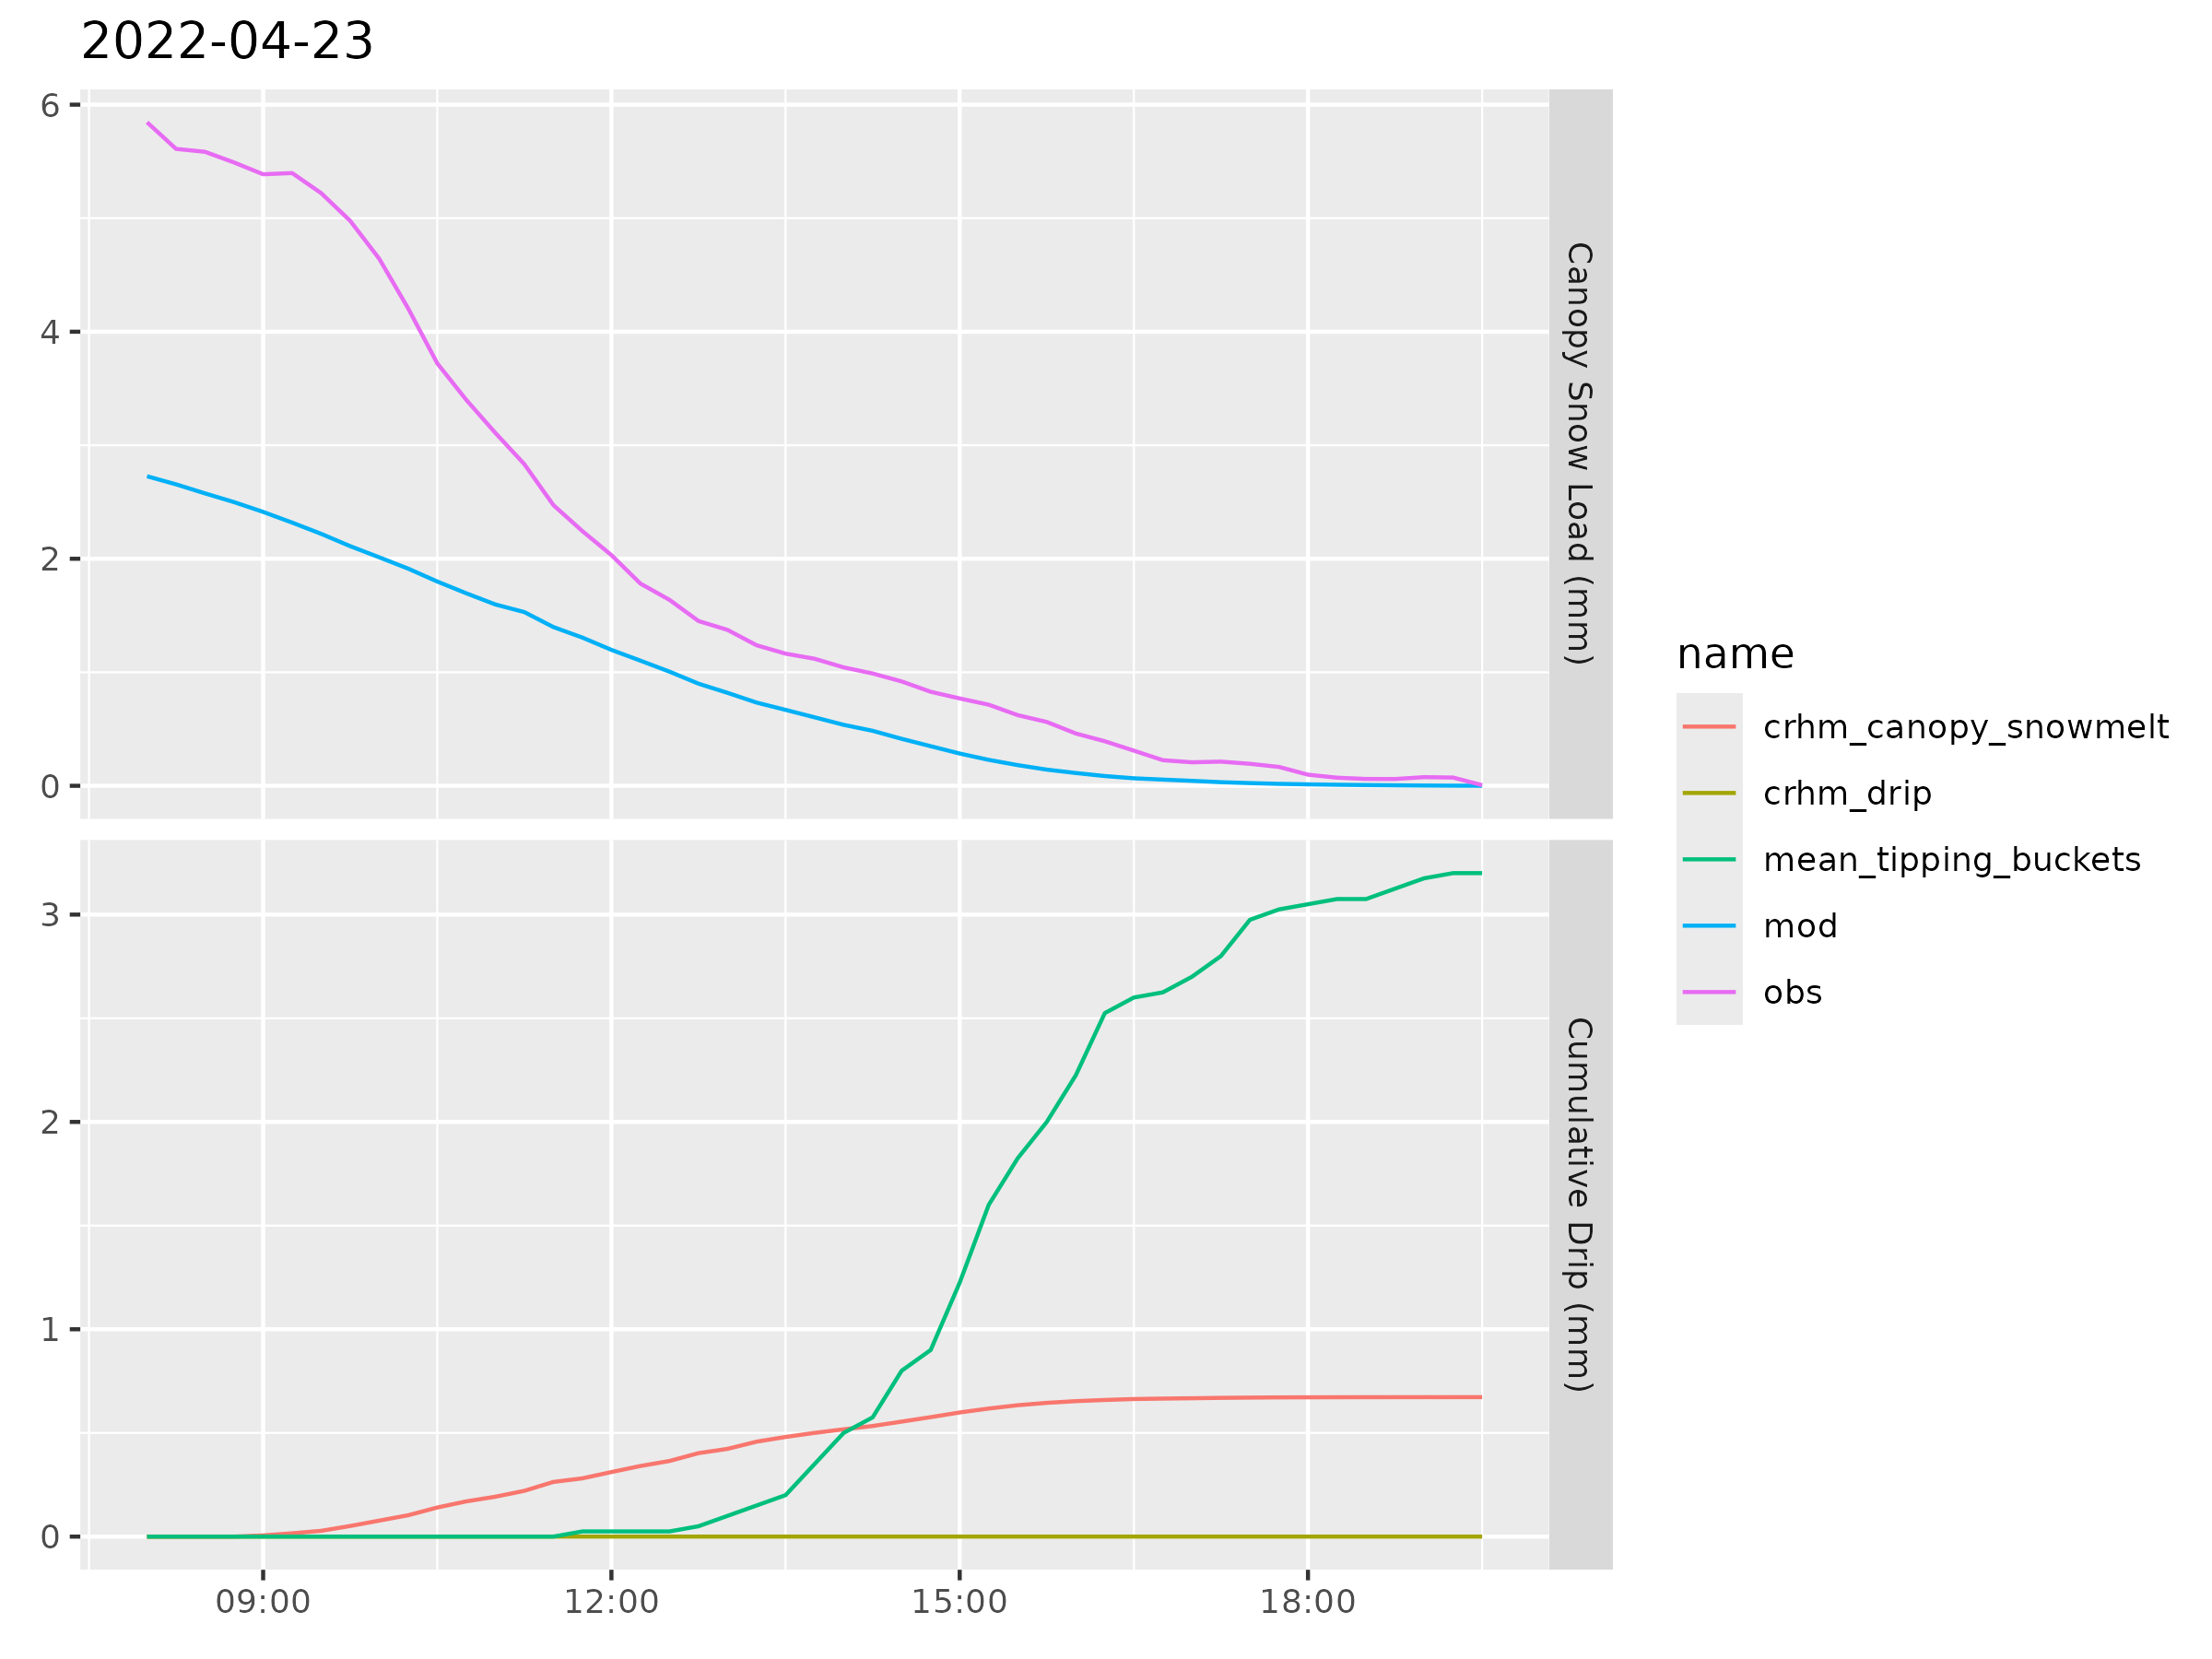 2022-04-23
6
4
2
0
Canopy Snow Load (mm)
3
2
1
0
Cumulative Drip (mm)
09:00 12:00 15:00 18:00
name
crhm_canopy_snowmelt
crhm_drip
mean_tipping_buckets
mod
obs